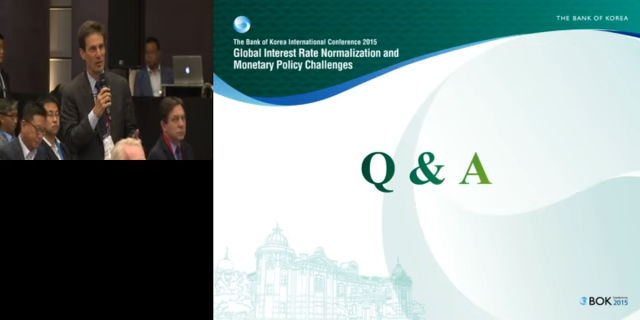 THE BANK OF KOREA
The Bank of Korea International Conference 2015
Global Interest Rate Normalization and
Monetary Policy Challenges
Q & A
BOK conference 2015